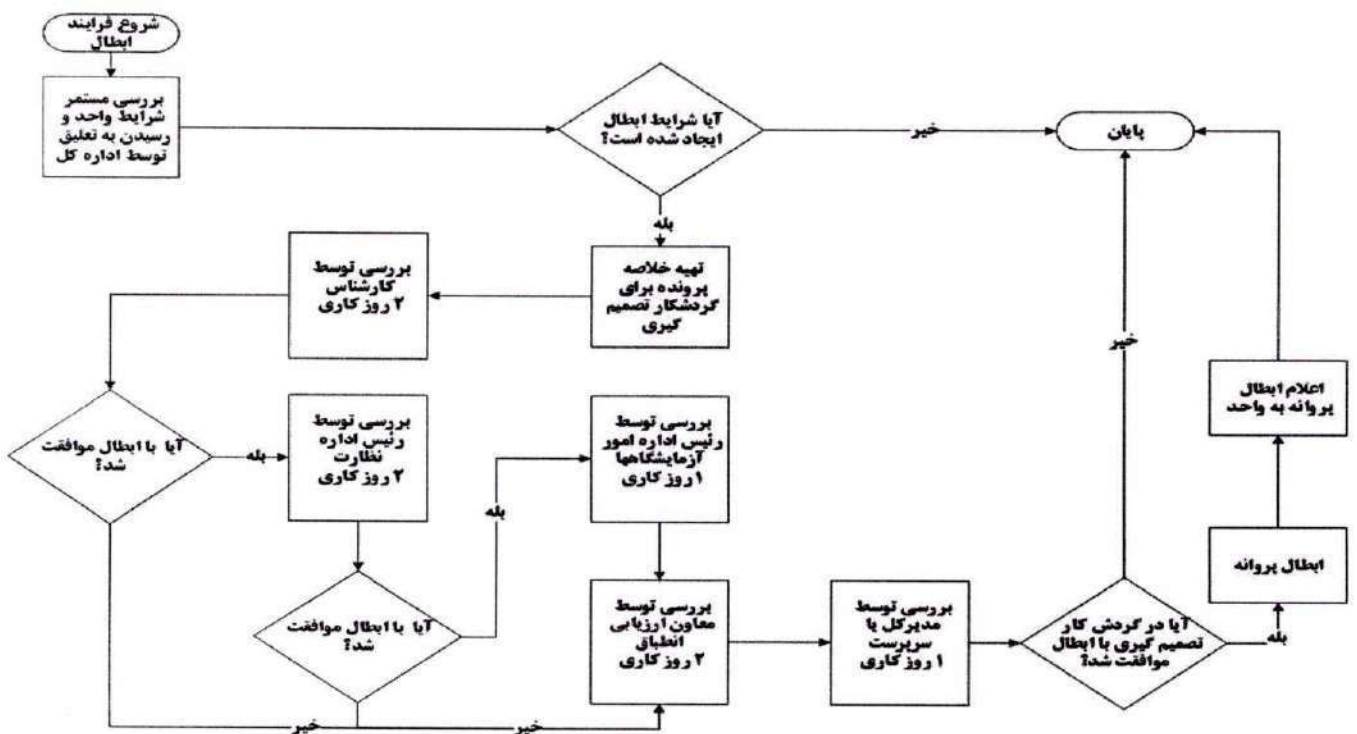 شروع فرایند
ابطال
بررسی مستمر
شرایط واحد و
رسیدن به تعلیق
توسط اداره کل
آیا شرایط ابطال
ایجاد شده است؟
خیر
پایان
بله
تهیه خلاصه
پرونده برای
گردشکار تصمیم
گیری
بررسی توسط
کارشناس
۲ روز کاری
آیا با ابطال موافقت
شد؟
بله
بررسی توسط
رئیس اداره
نظارت
۲ روز کاری
آیا با ابطال موافقت
شد؟
بله
بررسی توسط
رئیس اداره امور
آزمایشگاهها
۱ روز کاری
خیر
خیر
بررسی توسط
معاون ارزیابی
انطباق
۲ روز کاری
بررسی توسط
مدیرکل یا
سرپرست
۱ روز کاری
آیا در گردش کار
تصمیم گیری با ابطال
موافقت شد؟
خیر
بله
ابطال پروانه
اعلام ابطال
پروانه به واحد